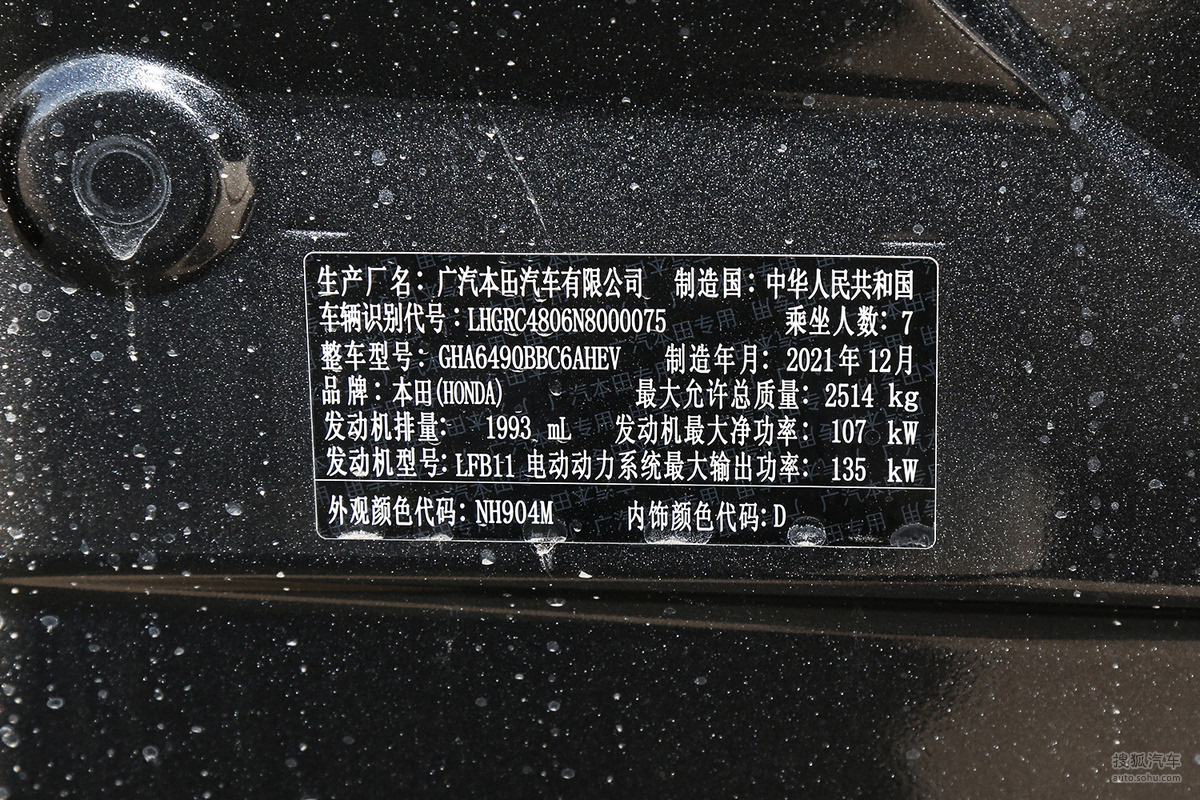 生产厂名：广汽本田汽车有限公司 制造国：中华人民共和国
车辆识别代号：LHGRC4806N8000075 乘坐人数：7
整车型号：GHA6490BBC6AHEV 制造年月：2021年12月
品牌：本田(HONDA) 最大允许总质量：2514 kg
发动机排量： 1993 mL 发动机最大净功率： 107 kW
发动机型号：LFB11 电动动力系统最大输出功率： 135 kW
外观颜色代码：NH904M 内饰颜色代码：D
搜狐汽车
auto.sohu.com